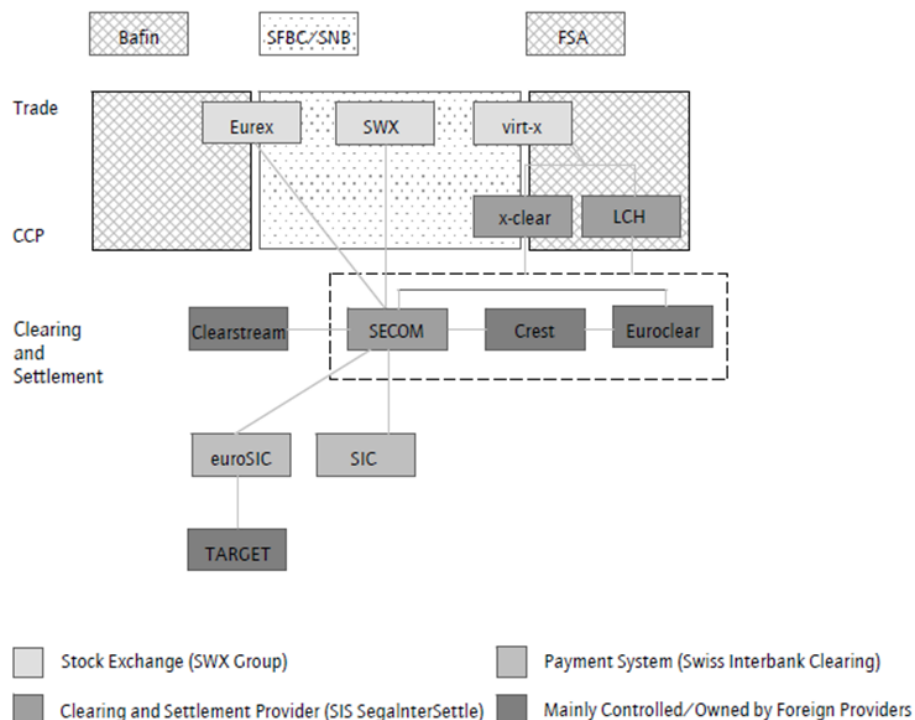 Bafin
SFBC/SNB
FSA
Trade
Eurex
SWX
virt-x
x-clear
LCH
CCP
Clearing
and
Settlement
Clearstream
SECOM
Crest
Euroclear
euroSIC
SIC
TARGET
Stock Exchange (SWX Group)
Payment System (Swiss Interbank Clearing)
Clearing and Settlement Provider (SIS SegaInterSettle)
Mainly Controlled/Owned by Foreign Providers